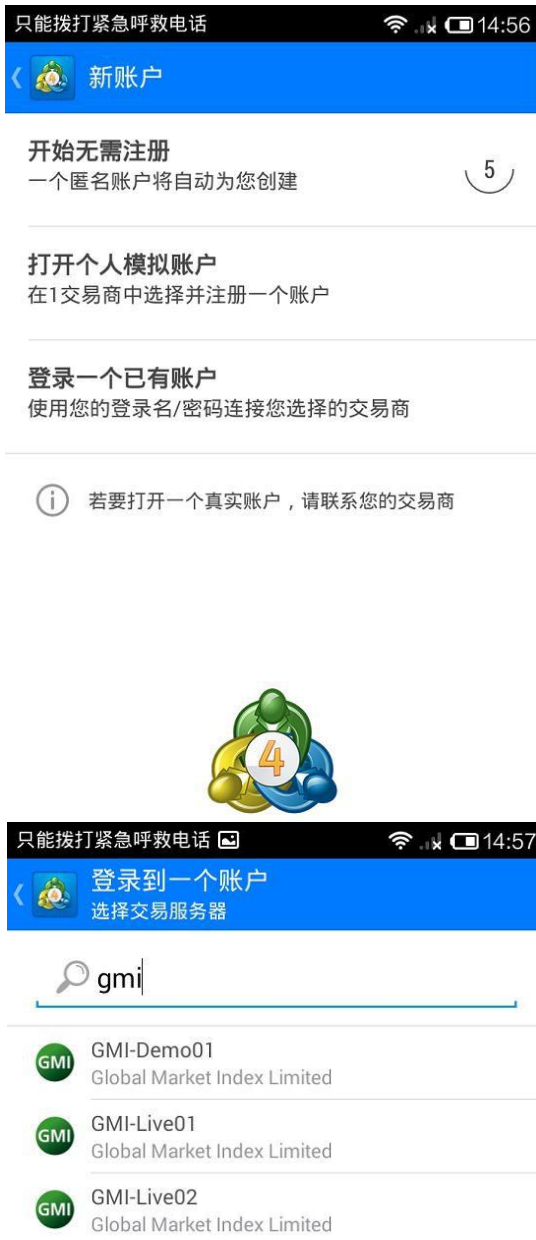 只能拨打紧急呼救电话 14:56
4 新账户
开始无需注册
一个匿名账户将自动为您创建
5
打开个人模拟账户
在1交易商中选择并注册一个账户
登录一个已有账户
使用您的登录名/密码连接您选择的交易商
若要打开一个真实账户，请联系您的交易商
4
只能拨打紧急呼救电话 14:57
4 登录到一个账户
选择交易服务器
gmi
GMI GMI-Demo01
Global Market Index Limited
GMI GMI-Live01
Global Market Index Limited
GMI GMI-Live02
Global Market Index Limited